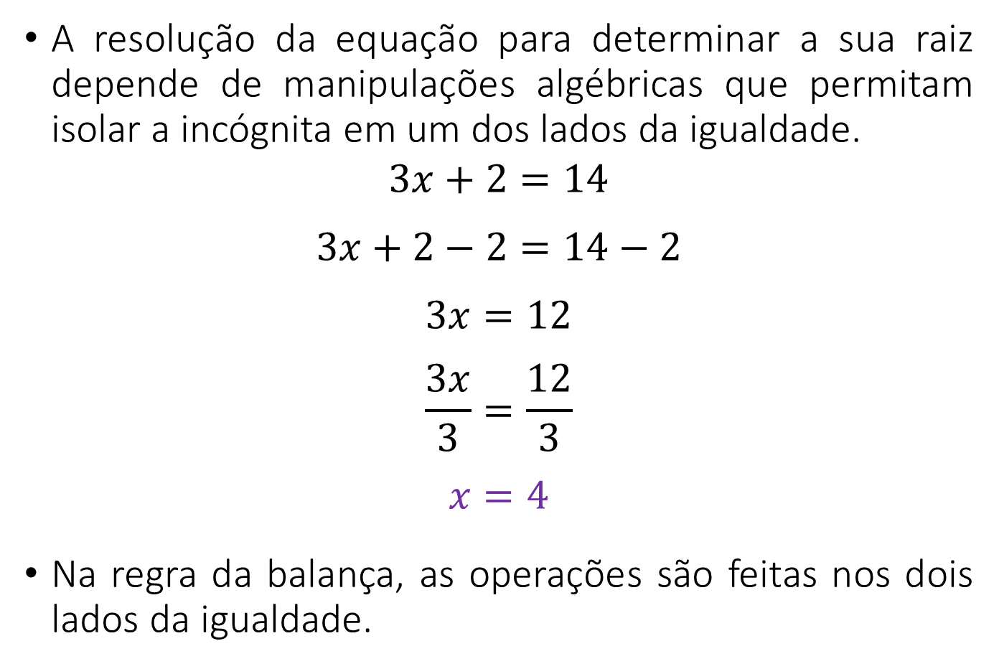 • A resolução da equação para determinar a sua raiz
depende de manipulações algébricas que permitam
isolar a incógnita em um dos lados da igualdade.
3x + 2 = 14
3x + 2 − 2 = 14 − 2
3x = 12
3x/3 = 12/3
x = 4
• Na regra da balança, as operações são feitas nos dois
lados da igualdade.